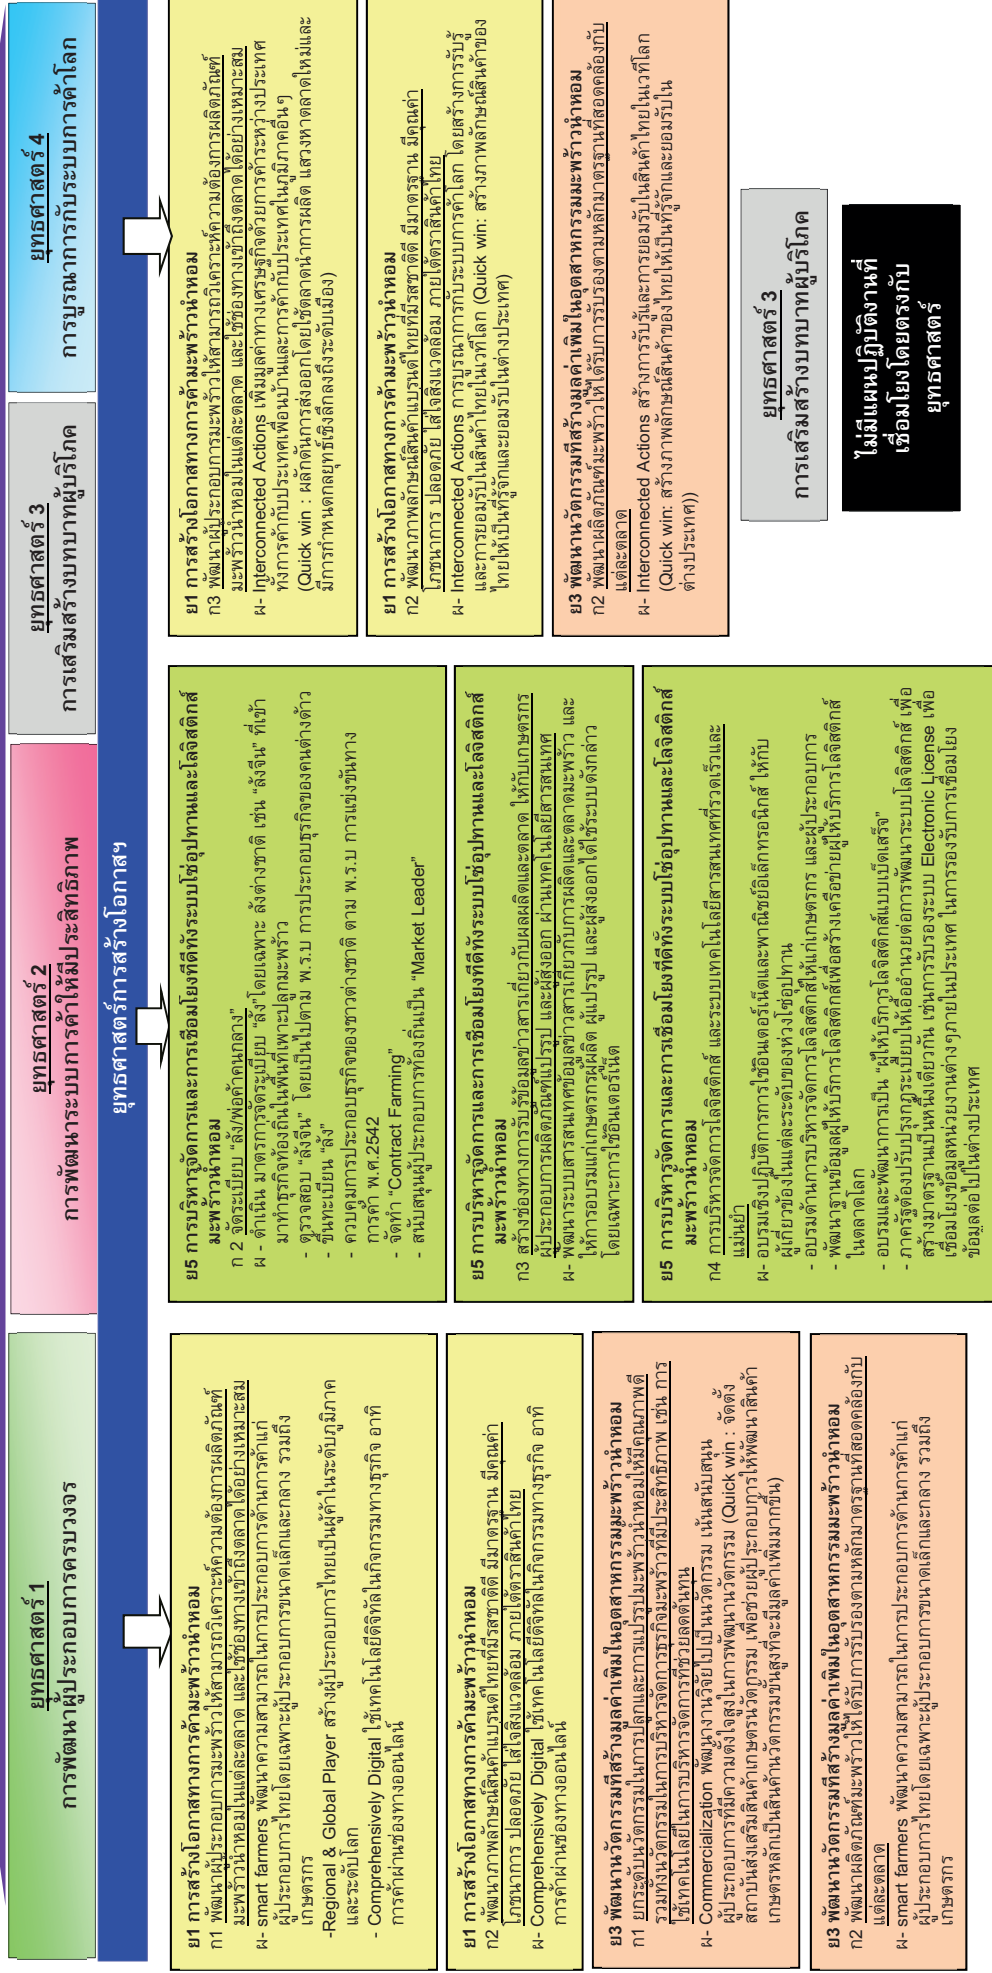 ยุทธศาสตร์ 1
การพัฒนาผู้ประกอบการครบวงจร
ยุทธศาสตร์ 2
การพัฒนาระบบการค้าให้มีประสิทธิภาพ
ยุทธศาสตร์ 3
การเสริมสร้างบทบาทผู้บริโภค
ยุทธศาสตร์ 4
การบูรณาการกับระบบการค้าโลก
ยุทธศาสตร์การสร้างโอกาสฯ
ย1 การสร้างโอกาสทางการค้ามะพร้าวน้ำหอม
ก1 พัฒนาผู้ประกอบการมะพร้าวให้สามารถวิเคราะห์ความต้องการผลิตภัณฑ์
มะพร้าวน้ำหอมในแต่ละตลาด และใช้ช่องทางเข้าถึงตลาดได้อย่างเหมาะสม
ผ- smart farmers พัฒนาความสามารถในการประกอบการด้านการค้าแก่
ผู้ประกอบการไทยโดยเฉพาะผู้ประกอบการขนาดเล็กและกลาง รวมถึง
เกษตรกร
-Regional & Global Player สร้างผู้ประกอบการไทยเป็นผู้ค้าในระดับภูมิภาค
และระดับโลก
- Comprehensively Digital ใช้เทคโนโลยีดิจิทัลในกิจกรรมทางธุรกิจ อาทิ
การค้าผ่านช่องทางออนไลน์
ย1 การสร้างโอกาสทางการค้ามะพร้าวน้ำหอม
ก2 พัฒนาภาพลักษณ์สินค้าแบรนด์ไทยที่มีรสชาติดี มีมาตรฐาน มีคุณค่า
โภชนาการ ปลอดภัย ใส่ใจสิ่งแวดล้อม ภายใต้ตราสินค้าไทย
ผ- Comprehensively Digital ใช้เทคโนโลยีดิจิทัลในกิจกรรมทางธุรกิจ อาทิ
การค้าผ่านช่องทางออนไลน์
ย3 พัฒนานวัตกรรมที่สร้างมูลค่าเพิ่มในอุตสาหกรรมมะพร้าวน้ำหอม
ก1 ยกระดับนวัตกรรมในการปลูกและการแปรรูปมะพร้าวน้ำหอมให้มีคุณภาพดี
รวมทั้งนวัตกรรมในการบริหารจัดการธุรกิจมะพร้าวที่มีประสิทธิภาพ เช่น การ
ใช้เทคโนโลยีในการบริหารจัดการที่ช่วยลดต้นทุน
ผ- Commercialization พัฒนางานวิจัยไปเป็นนวัตกรรม เน้นสนับสนุน
ผู้ประกอบการที่มีความตั้งใจสูงในการพัฒนานวัตกรรม (Quick win : จัดตั้ง
สถาบันส่งเสริมสินค้าเกษตรนวัตกรรม เพื่อช่วยผู้ประกอบการให้พัฒนาสินค้า
เกษตรหลักเป็นสินค้านวัตกรรมขั้นสูงที่จะมีมูลค่าเพิ่มมากขึ้น)
ย3 พัฒนานวัตกรรมที่สร้างมูลค่าเพิ่มในอุตสาหกรรมมะพร้าวน้ำหอม
ก2 พัฒนาผลิตภัณฑ์มะพร้าวให้ได้รับการรับรองตามหลักมาตรฐานที่สอดคล้องกับ
แต่ละตลาด
ผ- smart farmers พัฒนาความสามารถในการประกอบการด้านการค้าแก่
ผู้ประกอบการไทยโดยเฉพาะผู้ประกอบการขนาดเล็กและกลาง รวมถึง
เกษตรกร
ย5 การบริหารจัดการและการเชื่อมโยงที่ดีทั้งระบบโซ่อุปทานและโลจิสติกส์
มะพร้าวน้ำหอม
ก 2 จัดระเบียบ “ล้ง/พ่อค้าคนกลาง”
ผ - ดำเนิน มาตรการจัดระเบียบ “ล้ง”โดยเฉพาะ ล้งต่างชาติ เช่น “ล้งจีน” ที่เข้า
มาทำธุรกิจท้องถิ่นในพื้นที่เพาะปลูกมะพร้าว
- ตรวจสอบ “ล้งจีน” โดยเป็นไปตาม พ.ร.บ การประกอบธุรกิจของคนต่างด้าว
- ขึ้นทะเบียน “ล้ง”
- ควบคุมการประกอบธุรกิจของชาวต่างชาติ ตาม พ.ร.บ การแข่งขันทาง
การค้า พ.ศ.2542
- จัดทำ “Contract Farming”
- สนับสนุนผู้ประกอบการท้องถิ่นเป็น “Market Leader”
ย5 การบริหารจัดการและการเชื่อมโยงที่ดีทั้งระบบโซ่อุปทานและโลจิสติกส์
มะพร้าวน้ำหอม
ก3 สร้างช่องทางการรับรู้ข้อมูลข่าวสารเกี่ยวกับผลผลิตและตลาด ให้กับเกษตรกร
ผู้ประกอบการผลิตภัณฑ์แปรรูป และผู้ส่งออก ผ่านเทคโนโลยีสารสนเทศ
ผ- พัฒนาระบบสารสนเทศข้อมูลข่าวสารเกี่ยวกับการผลิตและตลาดมะพร้าว และ
ให้การอบรมแก่เกษตรกรผู้ผลิต ผู้แปรรูป และผู้ส่งออกได้ใช้ระบบดังกล่าว
โดยเฉพาะการใช้อินเตอร์เน็ต
ย5 การบริหารจัดการและการเชื่อมโยงที่ดีทั้งระบบโซ่อุปทานและโลจิสติกส์
มะพร้าวน้ำหอม
ก4 การบริหารจัดการโลจิสติกส์ และระบบเทคโนโลยีสารสนเทศที่รวดเร็วและ
แม่นยำ
ผ- อบรมเชิงปฏิบัติการการใช้อินเตอร์เน็ตและพาณิชย์อิเล็กทรอนิกส์ ให้กับ
ผู้เกี่ยวข้องในแต่ละระดับของห่วงโซ่อุปทาน
- อบรมด้านการบริหารจัดการโลจิสติกส์ให้แก่เกษตรกร และผู้ประกอบการ
- พัฒนาฐานข้อมูลผู้ให้บริการโลจิสติกส์เพื่อสร้างเครือข่ายผู้ให้บริการโลจิสติกส์
ในตลาดโลก
- อบรมและพัฒนาการเป็น “ผู้ให้บริการโลจิสติกส์แบบเบ็ดเสร็จ”
- ภาครัฐต้องปรับปรุงกฎระเบียบให้เอื้ออำนวยต่อการพัฒนาระบบโลจิสติกส์ เพื่อ
สร้างมาตรฐานเป็นหนึ่งเดียวกัน เช่นการรับรองระบบ Electronic License เพื่อ
เชื่อมโยงข้อมูลหน่วยงานต่างๆภายในประเทศ ในการรองรับการเชื่อมโยง
ข้อมูลต่อไปในต่างประเทศ
ย1 การสร้างโอกาสทางการค้ามะพร้าวน้ำหอม
ก3 พัฒนาผู้ประกอบการมะพร้าวให้สามารถวิเคราะห์ความต้องการผลิตภัณฑ์
มะพร้าวน้ำหอมในแต่ละตลาด และใช้ช่องทางเข้าถึงตลาดได้อย่างเหมาะสม
ผ- Interconnected Actions เพิ่มมูลค่าทางเศรษฐกิจด้วยการค้าระหว่างประเทศ
ทั้งการค้ากับประเทศเพื่อนบ้านและการค้ากับประเทศในภูมิภาคอื่นๆ
(Quick win : ผลักดันการส่งออกโดยใช้ตลาดนำการผลิต แสวงหาตลาดใหม่และ
มีการกำหนดกลยุทธ์เชิงลึกลงถึงระดับเมือง)
ย1 การสร้างโอกาสทางการค้ามะพร้าวน้ำหอม
ก2 พัฒนาภาพลักษณ์สินค้าแบรนด์ไทยที่มีรสชาติดี มีมาตรฐาน มีคุณค่า
โภชนาการ ปลอดภัย ใส่ใจสิ่งแวดล้อม ภายใต้ตราสินค้าไทย
ผ- Interconnected Actions การบูรณาการกับระบบการค้าโลก โดยสร้างการรับรู้
และการยอมรับในสินค้าไทยในเวทีโลก (Quick win: สร้างภาพลักษณ์สินค้าของ
ไทยให้เป็นที่รู้จักและยอมรับในต่างประเทศ)
ย3 พัฒนานวัตกรรมที่สร้างมูลค่าเพิ่มในอุตสาหกรรมมะพร้าวน้ำหอม
ก2 พัฒนาผลิตภัณฑ์มะพร้าวให้ได้รับการรับรองตามหลักมาตรฐานที่สอดคล้องกับ
แต่ละตลาด
ผ- Interconnected Actions สร้างการรับรู้และการยอมรับในสินค้าไทยในเวทีโลก
(Quick win: สร้างภาพลักษณ์สินค้าของไทยให้เป็นที่รู้จักและยอมรับใน
ต่างประเทศ))
ยุทธศาสตร์ 3
การเสริมสร้างบทบาทผู้บริโภค
ไม่มีแผนปฏิบัติงานที่
เชื่อมโยงโดยตรงกับ
ยุทธศาสตร์